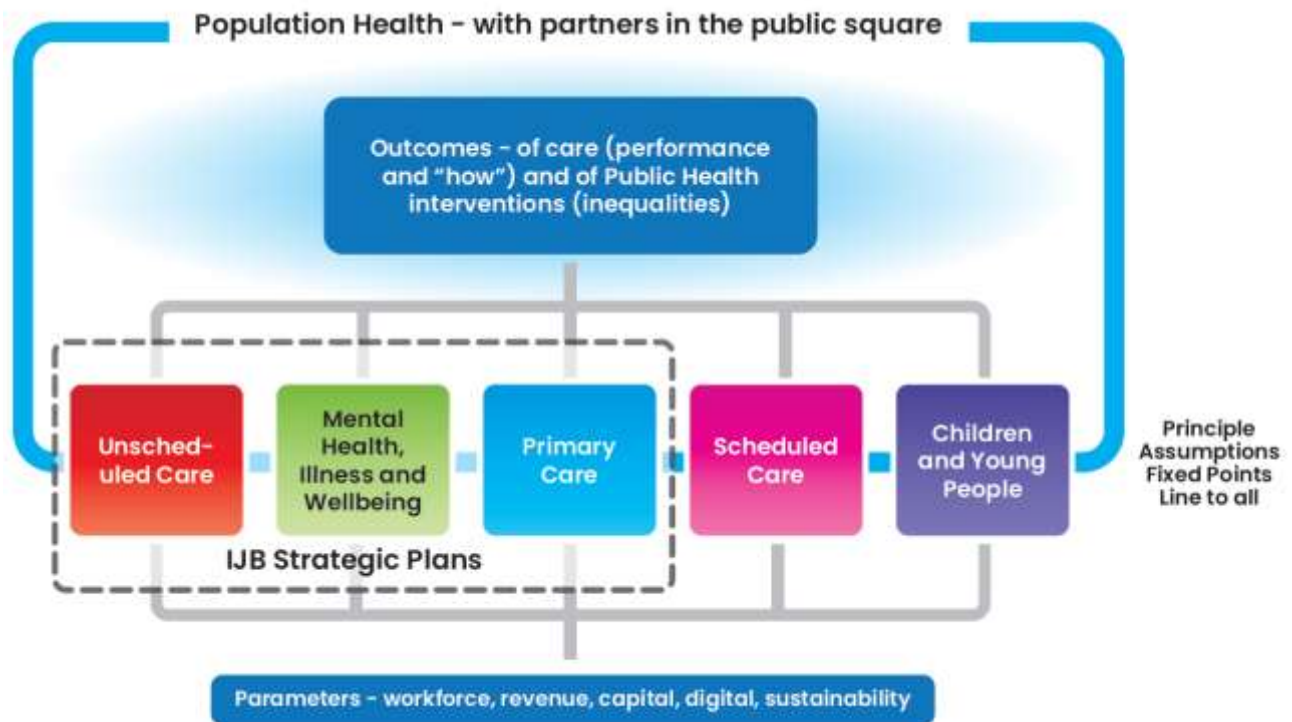 Population Health - with partners in the public square
Outcomes - of care (performance
and “how”) and of Public Health
interventions (inequalities)
Unsched-
uled Care
Mental
Health,
Illness and
Wellbeing
Primary
Care
Scheduled
Care
Children
and Young
People
Principle
Assumptions
Fixed Points
Line to all
IJB Strategic Plans
Parameters - workforce, revenue, capital, digital, sustainability